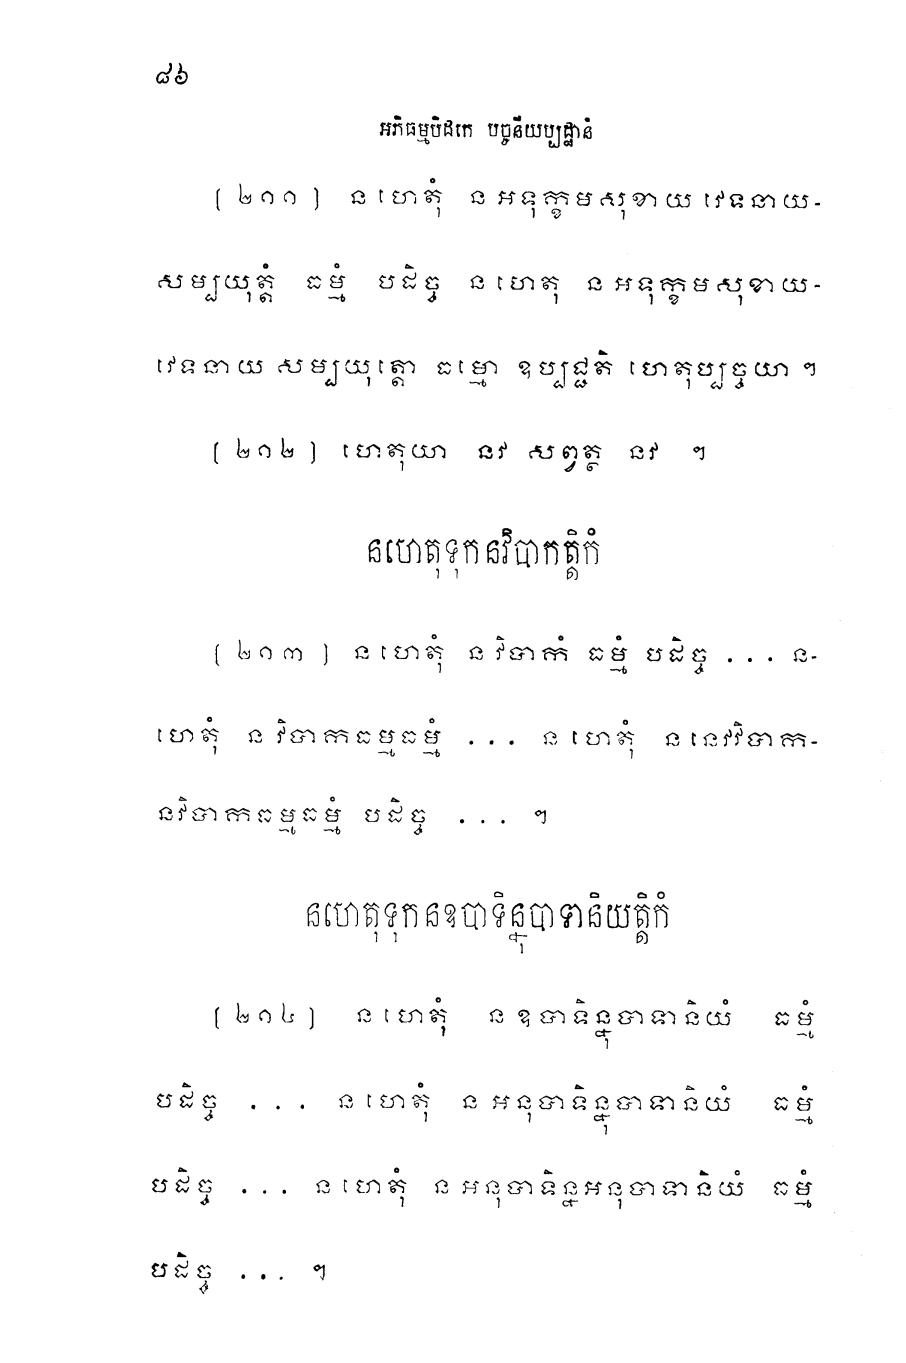 ៨៦
អភិធម្មបិដកេ បច្ចនីយប្បដ្ឋានំ
[២១១] ន ហេតុំ ន អទុក្ខមសុខាយ វេទនាយ-
សម្បយុត្តំ ធម្មំ បដិច្ច ន ហេតុ ន អទុក្ខមសុខាយ-
វេទនាយ សម្បយុត្តោ ធម្មោ ឧប្បជ្ជតិ ហេតុប្បច្ចយា ។
[២១២] ហេតុយា នវ សព្វត្ថ នវ ។
នហេតុទុកនវិបាកត្តិកំ
[២១៣] ន ហេតុំ ន វិបាកំ ធម្មំ បដិច្ច ... ន-
ហេតុំ ន វិបាកធម្មធម្មំ ... ន ហេតុំ ន នេវវិបាក-
នវិបាកធម្មធម្មំ បដិច្ច ... ។
នហេតុទុកនឧបាទិន្នុបាទានិយត្តិកំ
[២១៤] ន ហេតុំ ន ឧបាទិន្នុបាទានិយំ ធម្មំ
បដិច្ច ... ន ហេតុំ ន អនុបាទិន្នុបាទានិយំ ធម្មំ
បដិច្ច ... ន ហេតុំ ន អនុបាទិន្នអនុបាទានិយំ ធម្មំ
បដិច្ច ... ។